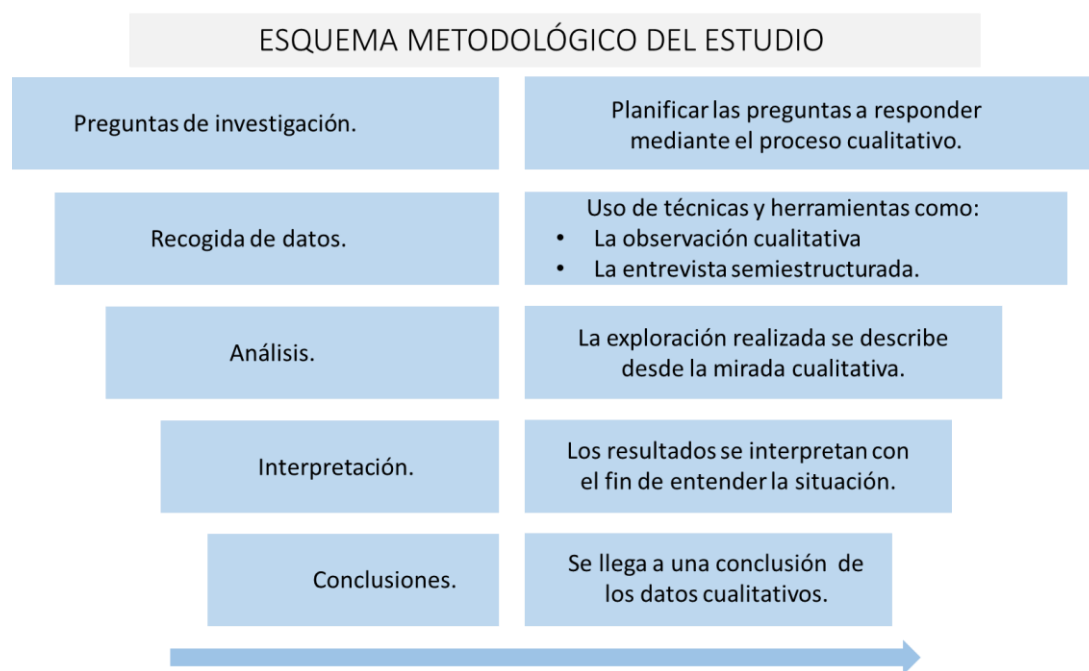 ESQUEMA METODOLÓGICO DEL ESTUDIO
Preguntas de investigación.
Planificar las preguntas a responder
mediante el proceso cualitativo.
Recogida de datos.
Uso de técnicas y herramientas como:
• La observación cualitativa
• La entrevista semiestructurada.
Análisis.
La exploración realizada se describe
desde la mirada cualitativa.
Interpretación.
Los resultados se interpretan con
el fin de entender la situación.
Conclusiones.
Se llega a una conclusión de
los datos cualitativos.